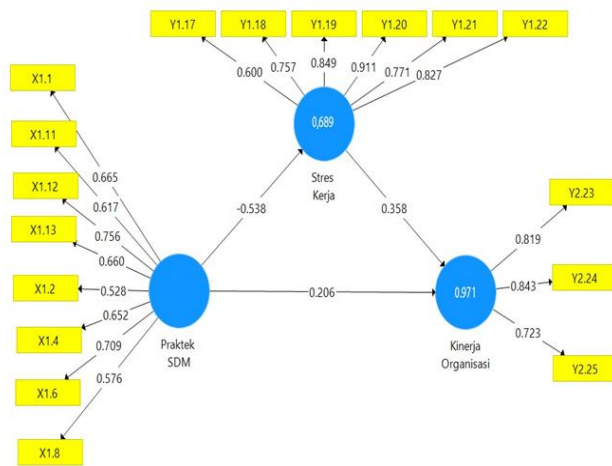 Y1.17 Y1.18 Y1.19 Y1.20 Y1.21 Y1.22
0.600 0.757 0.849 0.911 0.771 0.827
X1.1
X1.11
X1.12
X1.13
X1.2
X1.4
X1.6
X1.8
0.665
0.617
0.756
0.660
0.528
0.652
0.709
0.576
Praktek
SDM
-0.538
0,689
Stres
Kerja
0.358
0.206
0.971
Kinerja
Organisasi
0.819
0.843
0.723
Y2.23
Y2.24
Y2.25